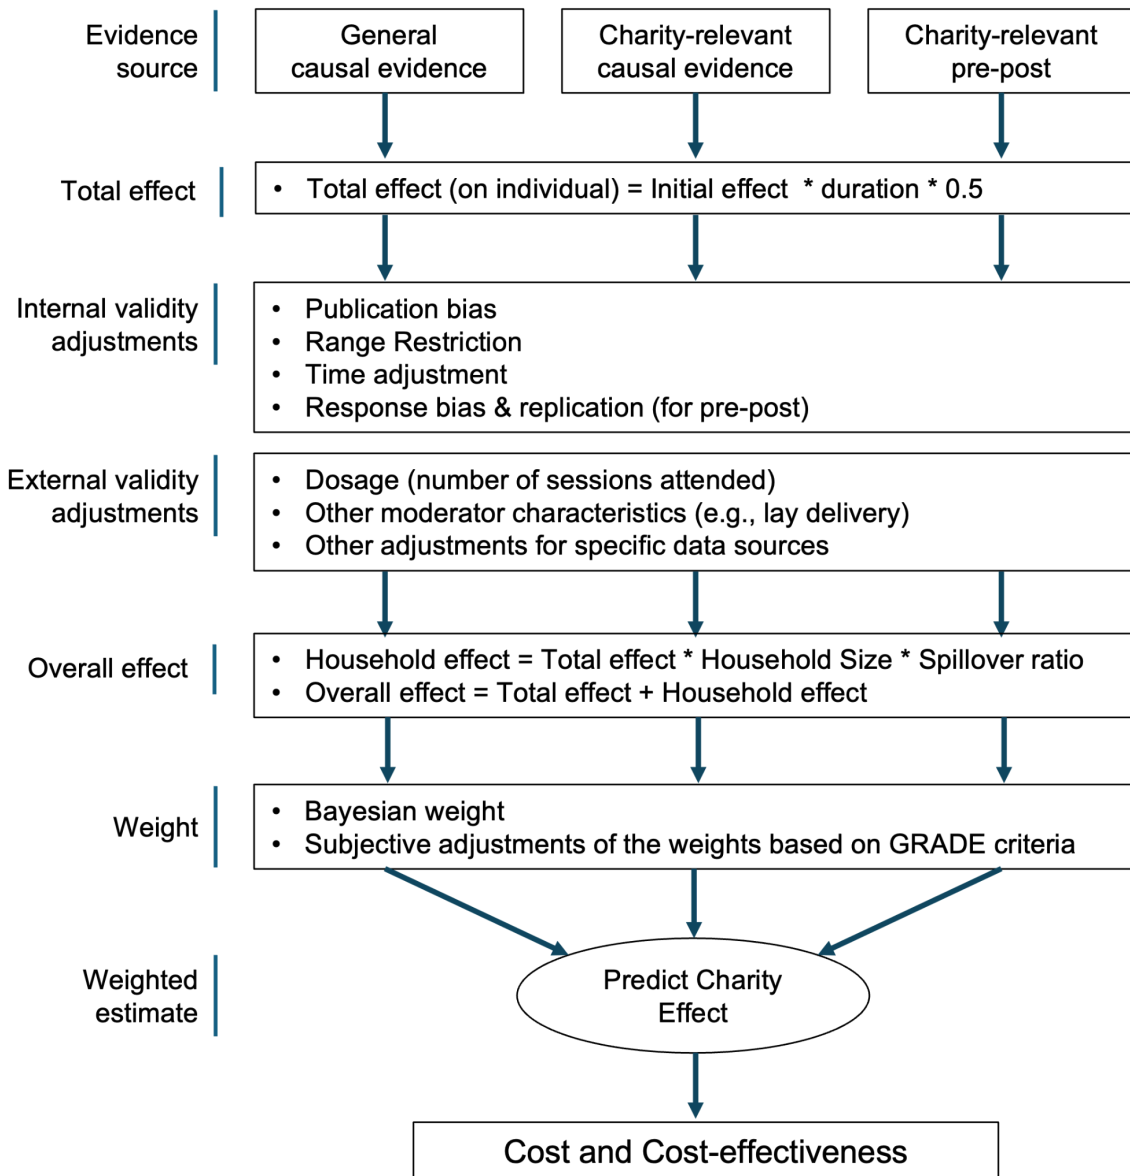 Evidence
source
General
causal evidence
Charity-relevant
causal evidence
Charity-relevant
pre-post
Total effect
• Total effect (on individual) = Initial effect * duration * 0.5
Internal validity
adjustments
• Publication bias
• Range Restriction
• Time adjustment
• Response bias & replication (for pre-post)
External validity
adjustments
• Dosage (number of sessions attended)
• Other moderator characteristics (e.g., lay delivery)
• Other adjustments for specific data sources
Overall effect
• Household effect = Total effect * Household Size * Spillover ratio
• Overall effect = Total effect + Household effect
Weight
• Bayesian weight
• Subjective adjustments of the weights based on GRADE criteria
Weighted
estimate
Predict Charity
Effect
Cost and Cost-effectiveness